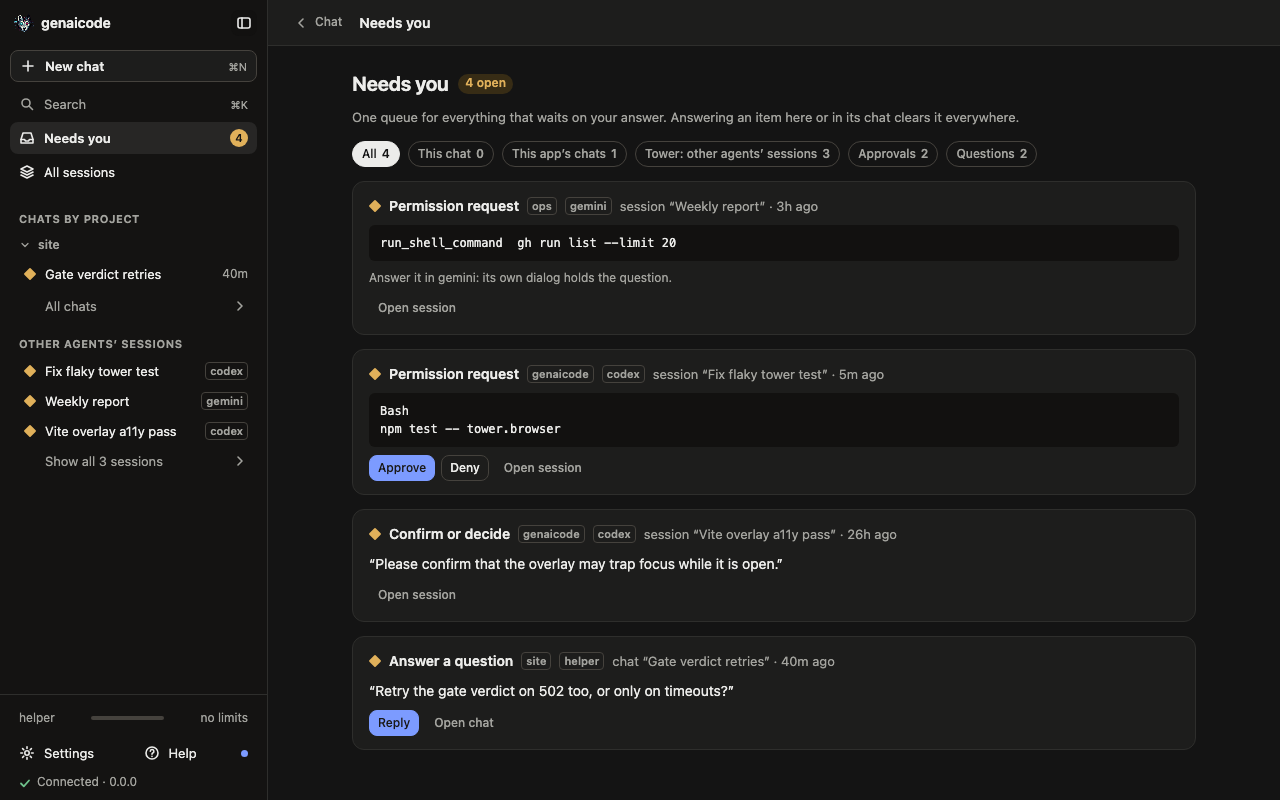 genaicode
New chat ⌘N
Search ⌘K
Needs you 4
All sessions
CHATS BY PROJECT
site
Gate verdict retries 40m
All chats
OTHER AGENTS’ SESSIONS
Fix flaky tower test codex
Weekly report gemini
Vite overlay a11y pass codex
Show all 3 sessions
helper no limits
Settings Help
Connected · 0.0.0
Chat Needs you
Needs you 4 open
One queue for everything that waits on your answer. Answering an item here or in its chat clears it everywhere.
All 4 This chat 0 This app’s chats 1 Tower: other agents’ sessions 3 Approvals 2 Questions 2
Permission request ops gemini session “Weekly report” · 3h ago
run_shell_command gh run list --limit 20
Answer it in gemini: its own dialog holds the question.
Open session
Permission request genaicode codex session “Fix flaky tower test” · 5m ago
Bash
npm test -- tower.browser
Approve Deny Open session
Confirm or decide genaicode codex session “Vite overlay a11y pass” · 26h ago
“Please confirm that the overlay may trap focus while it is open.”
Open session
Answer a question site helper chat “Gate verdict retries” · 40m ago
“Retry the gate verdict on 502 too, or only on timeouts?”
Reply Open chat